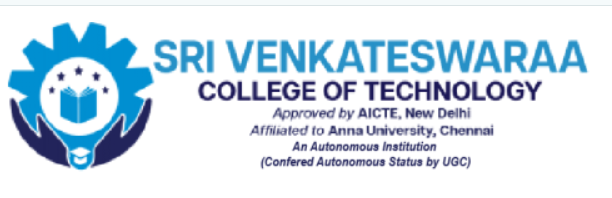 SRI VENKATESWARAA
COLLEGE OF TECHNOLOGY
Approved by AICTE, New Delhi
Affiliated to Anna University, Chennai
An Autonomous Institution
(Confered Autonomous Status by UGC)